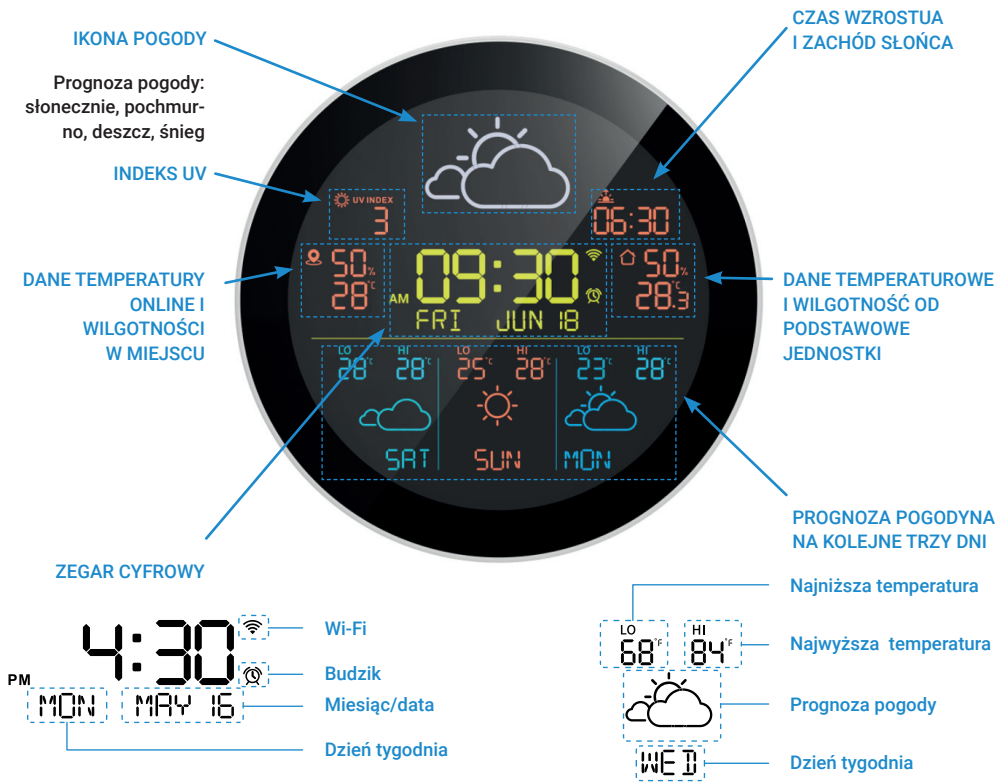 IKONA POGODY
Prognoza pogody:
słonecznie, pochmur-
no, deszcz, śnieg
INDEKS UV
DANE TEMPERATURY
ONLINE I
WILGOTNOŚCI
W MIEJSCU
ZEGAR CYFROWY
CZAS WZROSTUA
I ZACHÓD SŁOŃCA
DANE TEMPERATUROWE
I WILGOTNOŚĆ OD
PODSTAWOWE
JEDNOSTKI
PROGNOZA POGODYNA
NA KOLEJNE TRZY DNI
UV INDEX
3
06:30
50%
28°C
AM 09:30
FRI JUN 18
50%
28.3°C
LO HI LO HI LO HI
28°C 28°C 25°C 28°C 23°C 28°C
SAT SUN MON
PM 4:30
MON MAY 16
Wi-Fi
Budzik
Miesiąc/data
Dzień tygodnia
LO HI
68°F 84°F
WED
Najniższa temperatura
Najwyższa temperatura
Prognoza pogody
Dzień tygodnia